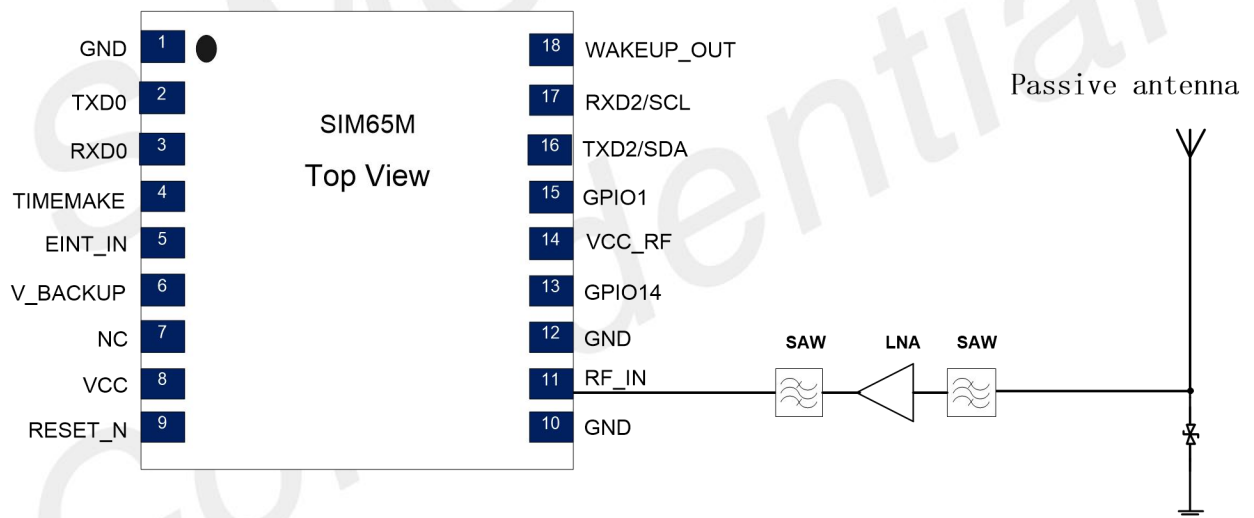 GND 1
TXD0 2
RXD0 3
TIMEMAKE 4
EINT_IN 5
V_BACKUP 6
NC 7
VCC 8
RESET_N 9
SIM65M
Top View
18 WAKEUP_OUT
17 RXD2/SCL
16 TXD2/SDA
15 GPIO1
14 VCC_RF
13 GPIO14
12 GND
11 RF_IN
10 GND
SAW LNA SAW
Passive antenna